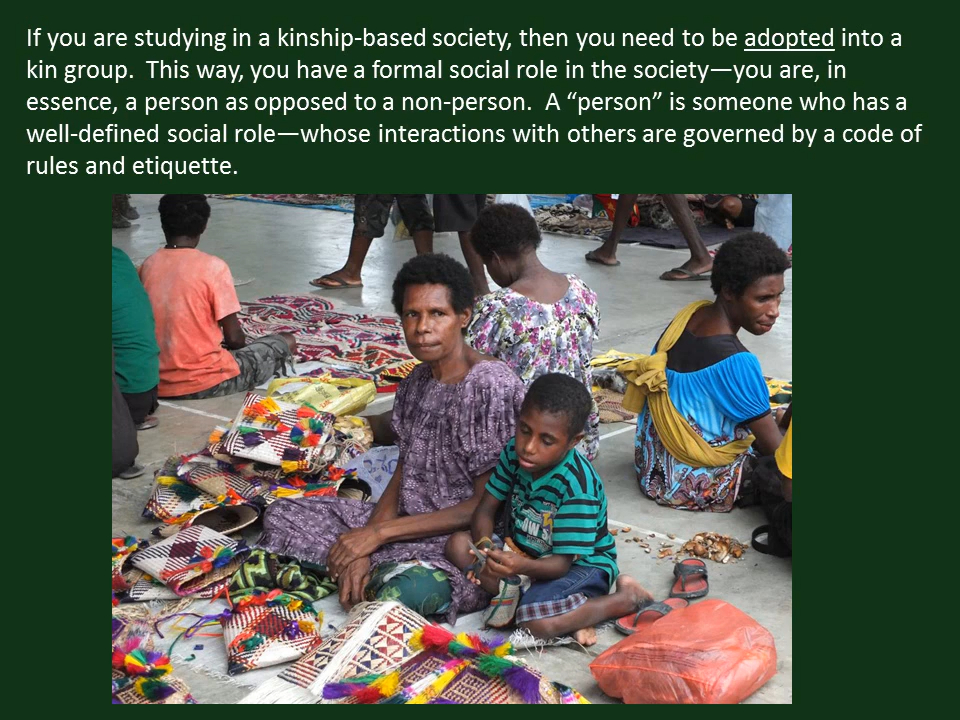 If you are studying in a kinship-based society, then you need to be adopted into a
kin group.  This way, you have a formal social role in the society—you are, in
essence, a person as opposed to a non-person.  A “person” is someone who has a
well-defined social role—whose interactions with others are governed by a code of
rules and etiquette.